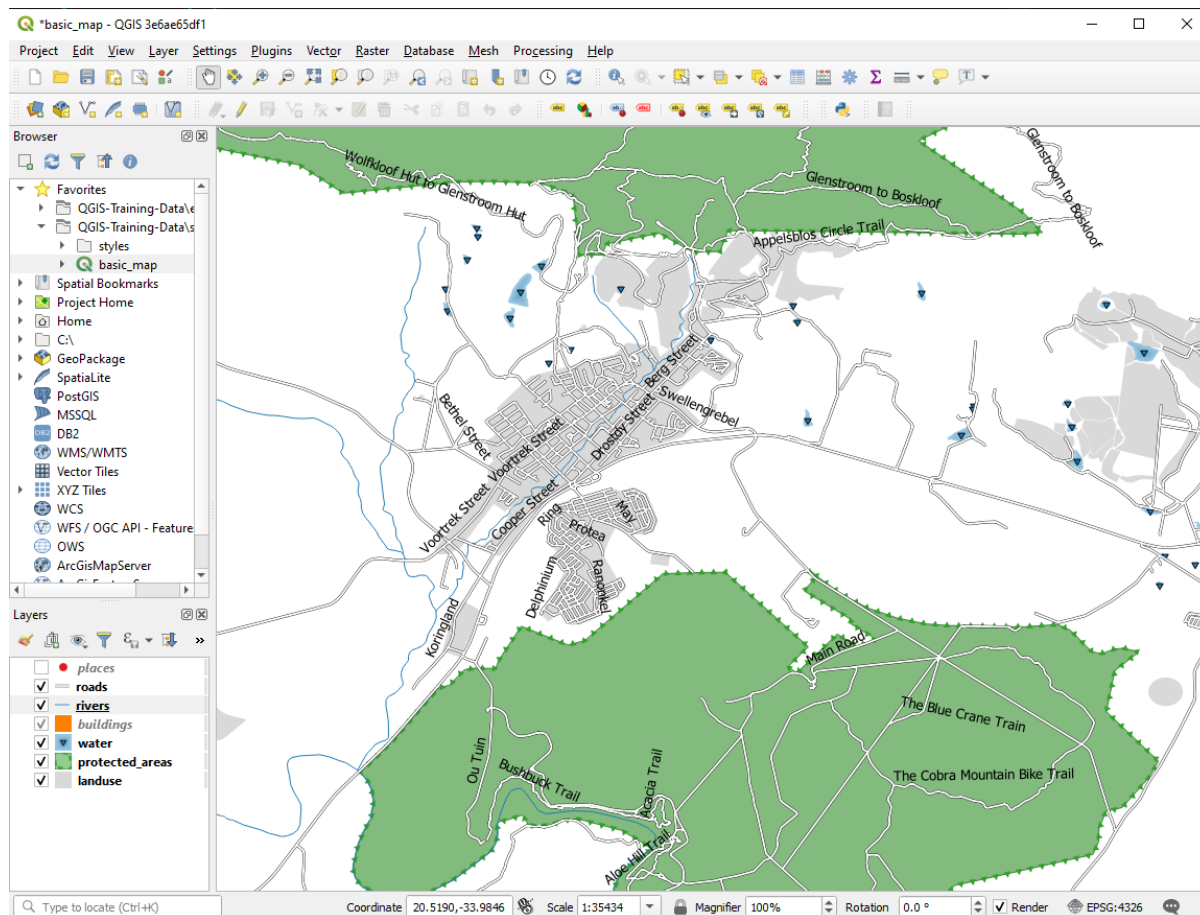 *basic_map - QGIS 3e6ae65df1
Project Edit View Layer Settings Plugins Vector Raster Database Mesh Processing Help
Browser
Favorites
QGIS-Training-Data\e
QGIS-Training-Data\s
styles
basic_map
Spatial Bookmarks
Project Home
Home
C:\
GeoPackage
SpatiaLite
PostGIS
MSSQL
DB2
WMS/WMTS
Vector Tiles
XYZ Tiles
WCS
WFS / OGC API - Feature
OWS
ArcGisMapServer
Layers
places
roads
rivers
buildings
water
protected_areas
landuse
Wolfkloof Hut to Glenstroom Hut
Glenstroom to Boskloof
Glenstroom to Boskloof
Appelsblos Circle Trail
Berg Street
Swellengrebel
Bethel Street
Drostdy Street
Voortrek Street
Voortrek Street
Cooper Street
Ring
May
Protea
Delphinium
Ranonkel
Koringland
Main Road
The Blue Crane Train
The Cobra Mountain Bike Trail
Ou Tuin
Bushbuck Trail
Acacia Trail
Aloe Hill Trail
Type to locate (Ctrl+K) Coordinate 20.5190,-33.9846 Scale 1:35434 Magnifier 100% Rotation 0.0 ° Render EPSG:4326